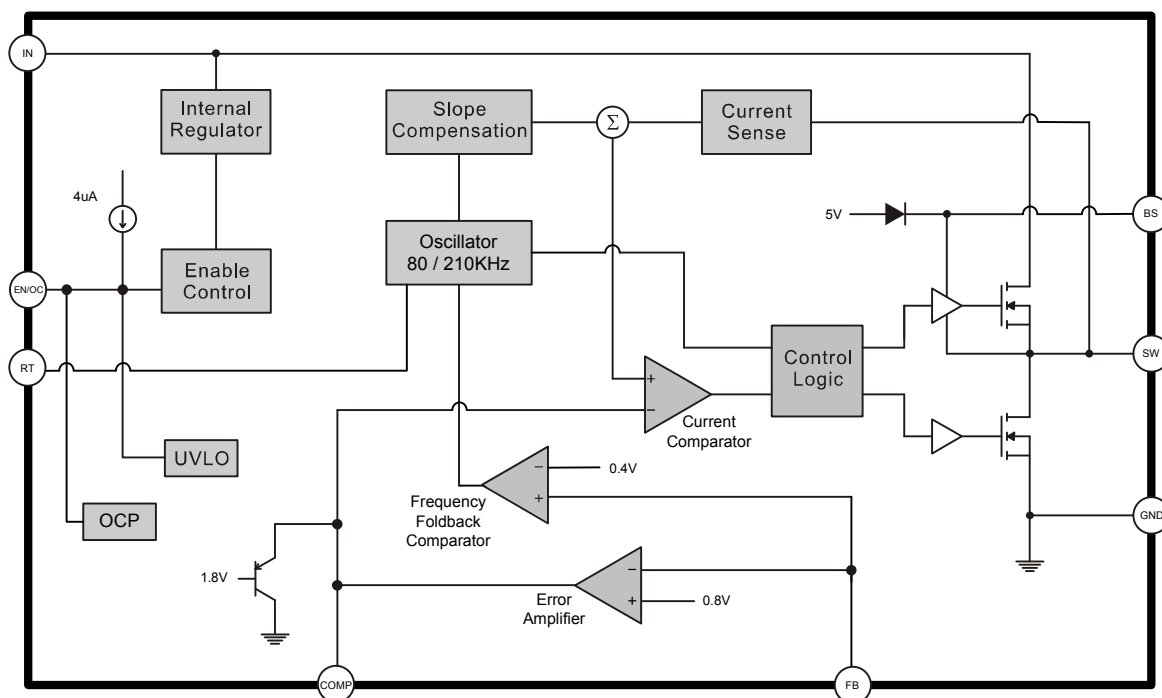 IN
Internal
Regulator
Slope
Compensation
Σ
Current
Sense
4uA
5V
BS
Oscillator
80 / 210KHz
Enable
Control
EN/OC
RT
Control
Logic
SW
+
−
Current
Comparator
UVLO
−
0.4V
+
Frequency
Foldback
Comparator
OCP
GND
1.8V
−
+
0.8V
Error
Amplifier
COMP
FB